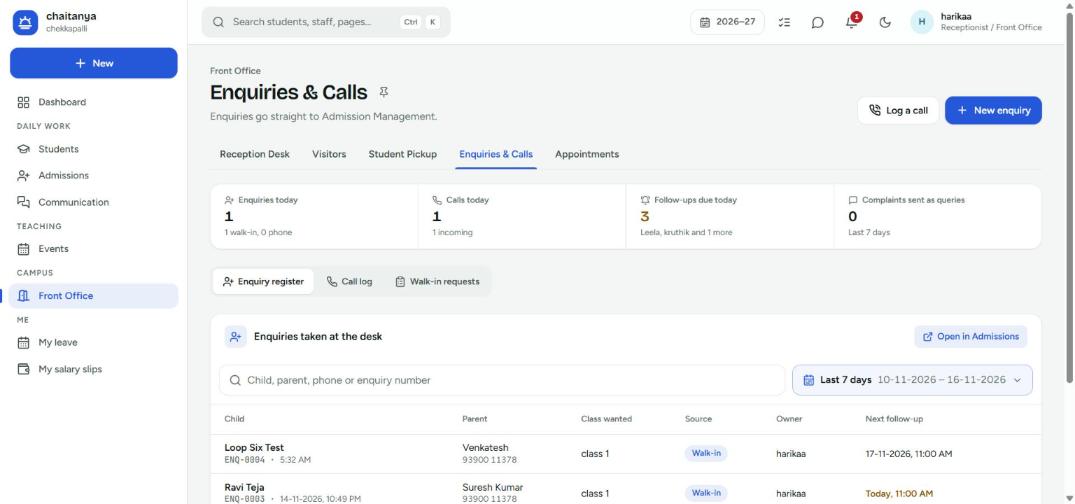 chaitanya
chekkapalli
New
Dashboard
DAILY WORK
Students
Admissions
Communication
TEACHING
Events
CAMPUS
Front Office
ME
My leave
My salary slips
Search students, staff, pages... Ctrl K
2026–27
1
H
harikaa
Receptionist / Front Office
Front Office
Enquiries & Calls
Enquiries go straight to Admission Management.
Log a call
New enquiry
Reception Desk Visitors Student Pickup Enquiries & Calls Appointments
Enquiries today
1
1 walk-in, 0 phone
Calls today
1
1 incoming
Follow-ups due today
3
Leela, kruthik and 1 more
Complaints sent as queries
0
Last 7 days
Enquiry register Call log Walk-in requests
Enquiries taken at the desk
Open in Admissions
Child, parent, phone or enquiry number
Last 7 days 10-11-2026 – 16-11-2026
Child Parent Class wanted Source Owner Next follow-up
Loop Six Test Venkatesh class 1 Walk-in harikaa 17-11-2026, 11:00 AM
ENQ-0004 • 5:32 AM 93900 11378
Ravi Teja Suresh Kumar class 1 Walk-in harikaa Today, 11:00 AM
ENQ-0003 • 14-11-2026, 10:49 PM 93900 11378